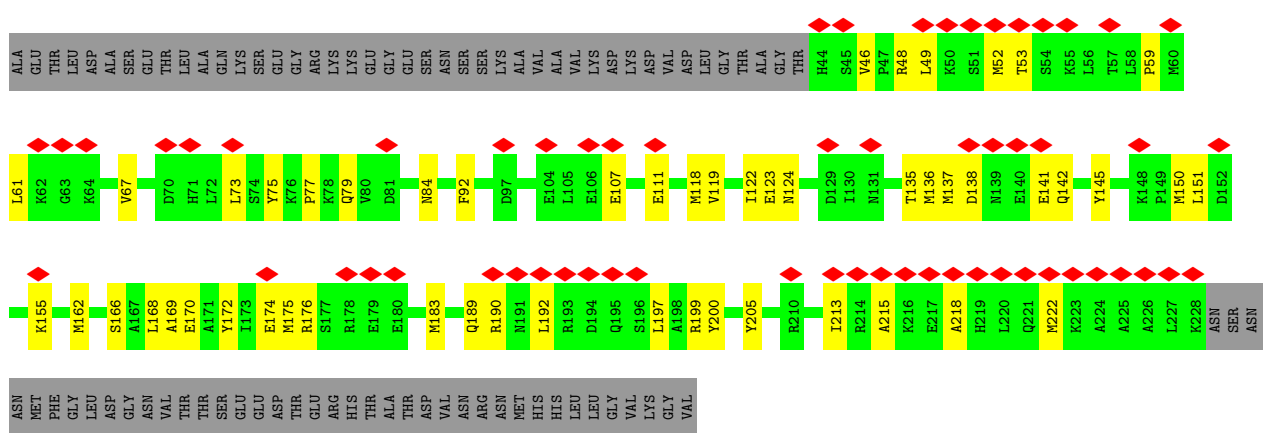 ALA GLU THR LEU ASP ALA SER GLU THR LEU ALA GLN LYS SER GLU GLY ARG LYS LYS GLU GLY GLU SER ASN SER SER LYS ALA VAL ALA VAL LYS ASP LYS ASP VAL ASP LEU GLY THR ALA GLY THR H44 S45 V46 P47 R48 L49 K50 S51 M52 T53 S54 K55 L56 T57 L58 P59 M60
L61 K62 G63 K64 V67 D70 H71 L72 L73 S74 Y75 K76 P77 K78 Q79 V80 D81 N84 F92 D97 E104 L105 E106 E107 E111 M118 V119 I122 E123 N124 D129 I130 N131 T135 M136 M137 D138 N139 E140 E141 Q142 Y145 K148 P149 M150 L151 D152
K155 M162 S166 A167 L168 A169 E170 A171 Y172 I173 E174 M175 R176 S177 R178 E179 E180 M183 Q189 R190 N191 L192 R193 D194 Q195 S196 L197 A198 R199 Y200 Y205 R210 I213 R214 A215 K216 E217 A218 H219 L220 Q221 M222 K223 A224 A225 A226 L227 K228 ASN SER ASN
ASN MET PHE GLY LEU ASP GLY ASN VAL THR THR SER GLU GLU ASP THR GLU ARG HIS THR ALA THR ASP VAL ASN ARG ASN MET HIS HIS LEU LEU GLY VAL LYS GLY VAL